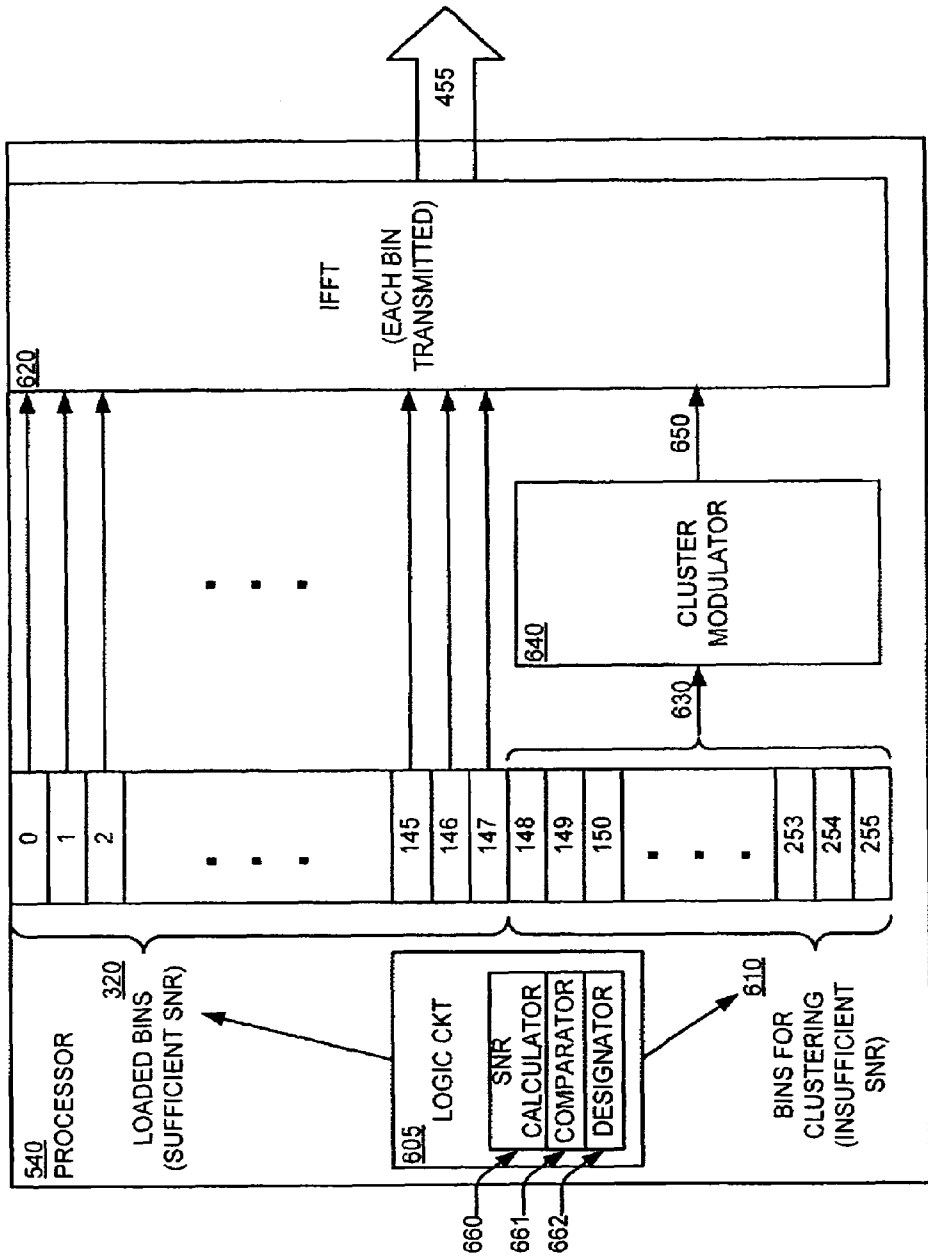 540
PROCESSOR
320
LOADED BINS
(SUFFICIENT SNR)
605
LOGIC CKT
SNR
CALCULATOR
COMPARATOR
DESIGNATOR
660
661
662
610
BINS FOR
CLUSTERING
(INSUFFICIENT
SNR)
0
1
2
145
146
147
148
149
150
253
254
255
630
640
CLUSTER
MODULATOR
650
620
IFFT
(EACH BIN
TRANSMITTED)
455